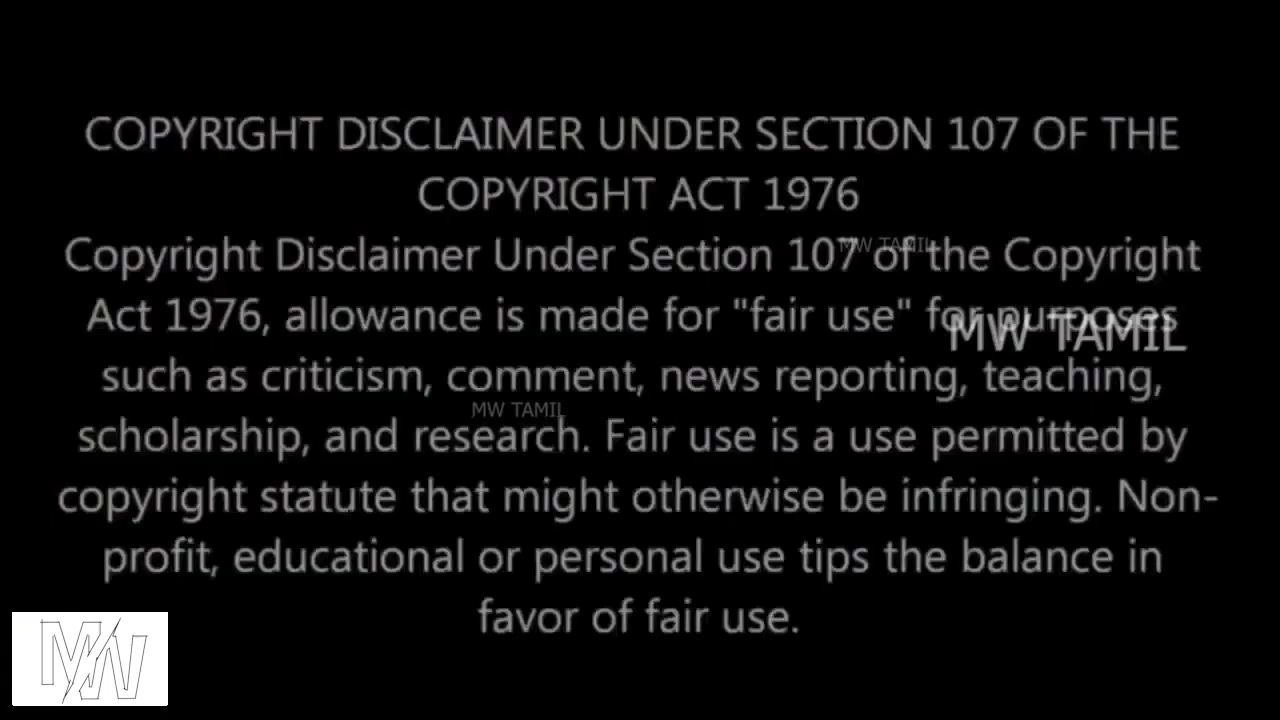 COPYRIGHT DISCLAIMER UNDER SECTION 107 OF THE
COPYRIGHT ACT 1976
Copyright Disclaimer Under Section 107 of the Copyright
MW TAMIL
Act 1976, allowance is made for "fair use" for purposes
MW TAMIL
such as criticism, comment, news reporting, teaching,
MW TAMIL
scholarship, and research. Fair use is a use permitted by
copyright statute that might otherwise be infringing. Non-
profit, educational or personal use tips the balance in
favor of fair use.
MW